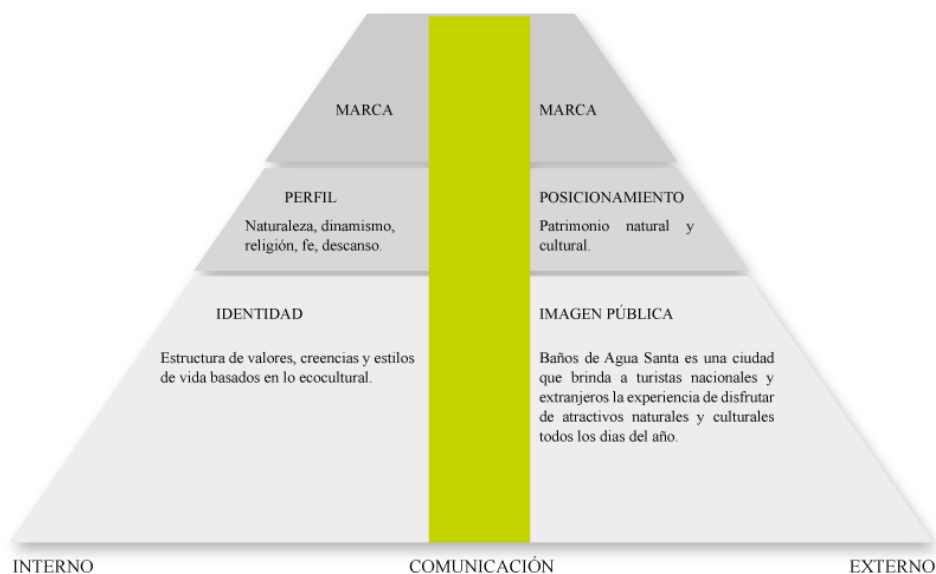 MARCA
MARCA
PERFIL
Naturaleza, dinamismo,
religión, fe, descanso.
POSICIONAMIENTO
Patrimonio natural y
cultural.
IDENTIDAD
Estructura de valores, creencias y estilos
de vida basados en lo ecocultural.
IMAGEN PÚBLICA
Baños de Agua Santa es una ciudad
que brinda a turistas nacionales y
extranjeros la experiencia de disfrutar
de atractivos naturales y culturales
todos los dias del año.
INTERNO
COMUNICACIÓN
EXTERNO